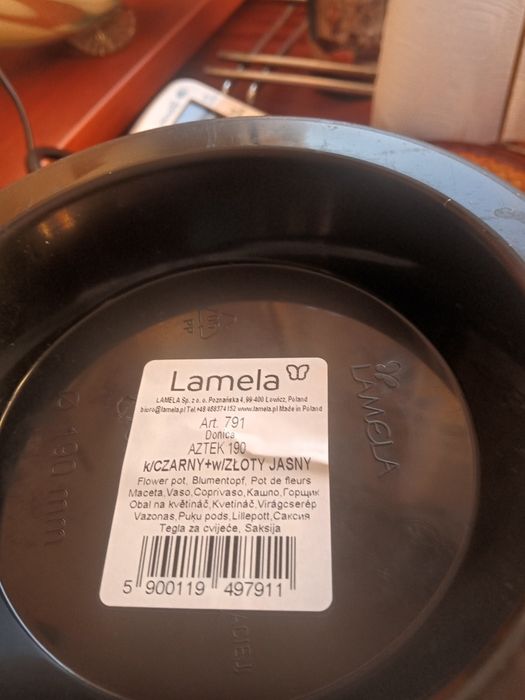 PP
LAMELA
Ø 190 mm
Lamela
LAMELA Sp. z o. o. Poznańska 4, 99-400 Łowicz, Poland
biuro@lamela.pl Tel.+48 468374152 www.lamela.pl Made in Poland
Art. 791
Donica
AZTEK 190
k/CZARNY+w/ZŁOTY JASNY
Flower pot, Blumentopf, Pot de fleurs
Maceta,Vaso,Coprivaso,Кашпо,Горщик
Obal na květináč,Kvetináč,Virágcserép
Vazonas,Puķu pods,Lillepott,Саксия
Tegla za cvijeće, Saksija
5 900119 497911